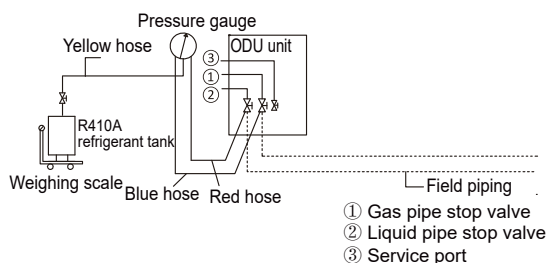 Pressure gauge
Yellow hose
ODU unit
③
①
②
R410A
refrigerant tank
Weighing scale
Blue hose
Red hose
Field piping
① Gas pipe stop valve
② Liquid pipe stop valve
③ Service port